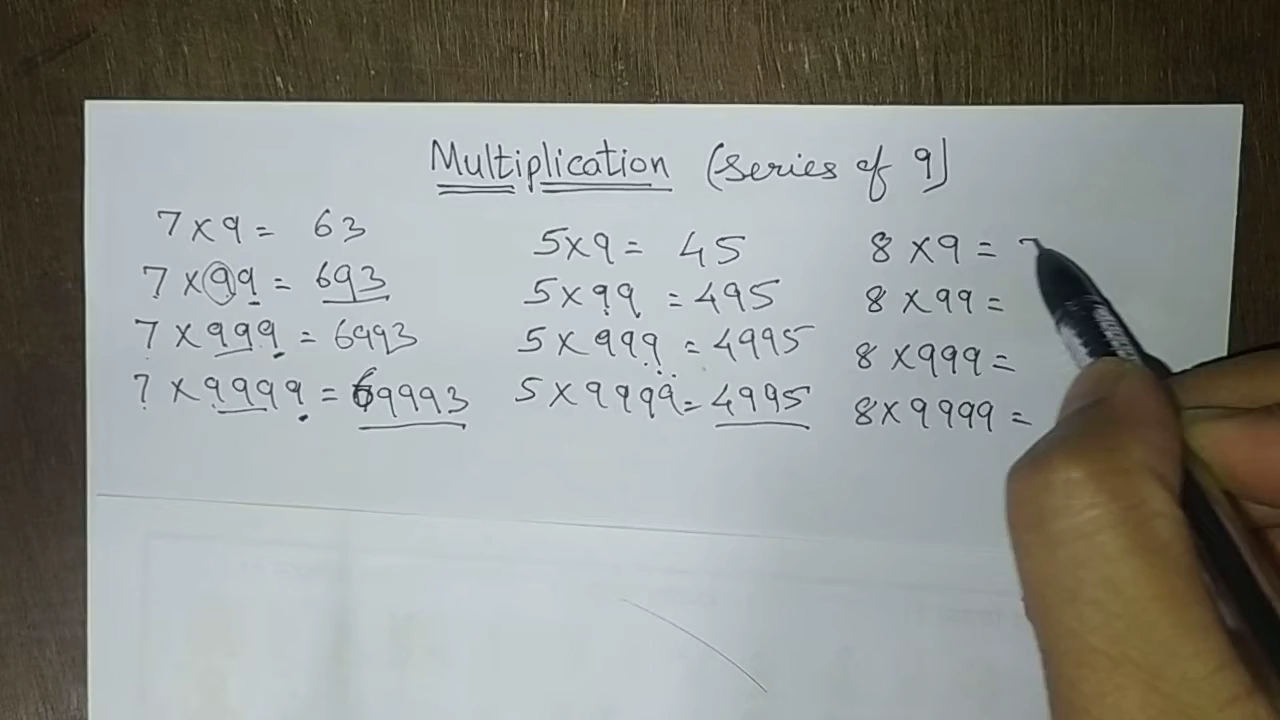 Multiplication (Series of 9)
7 × 9 = 63
7 × 99 = 693
7 × 999 = 6993
7 × 9999 = 69993
5 × 9 = 45
5 × 99 = 495
5 × 999 = 4995
5 × 9999 = 4995
8 × 9 =
8 × 99 =
8 × 999 =
8 × 9999 =